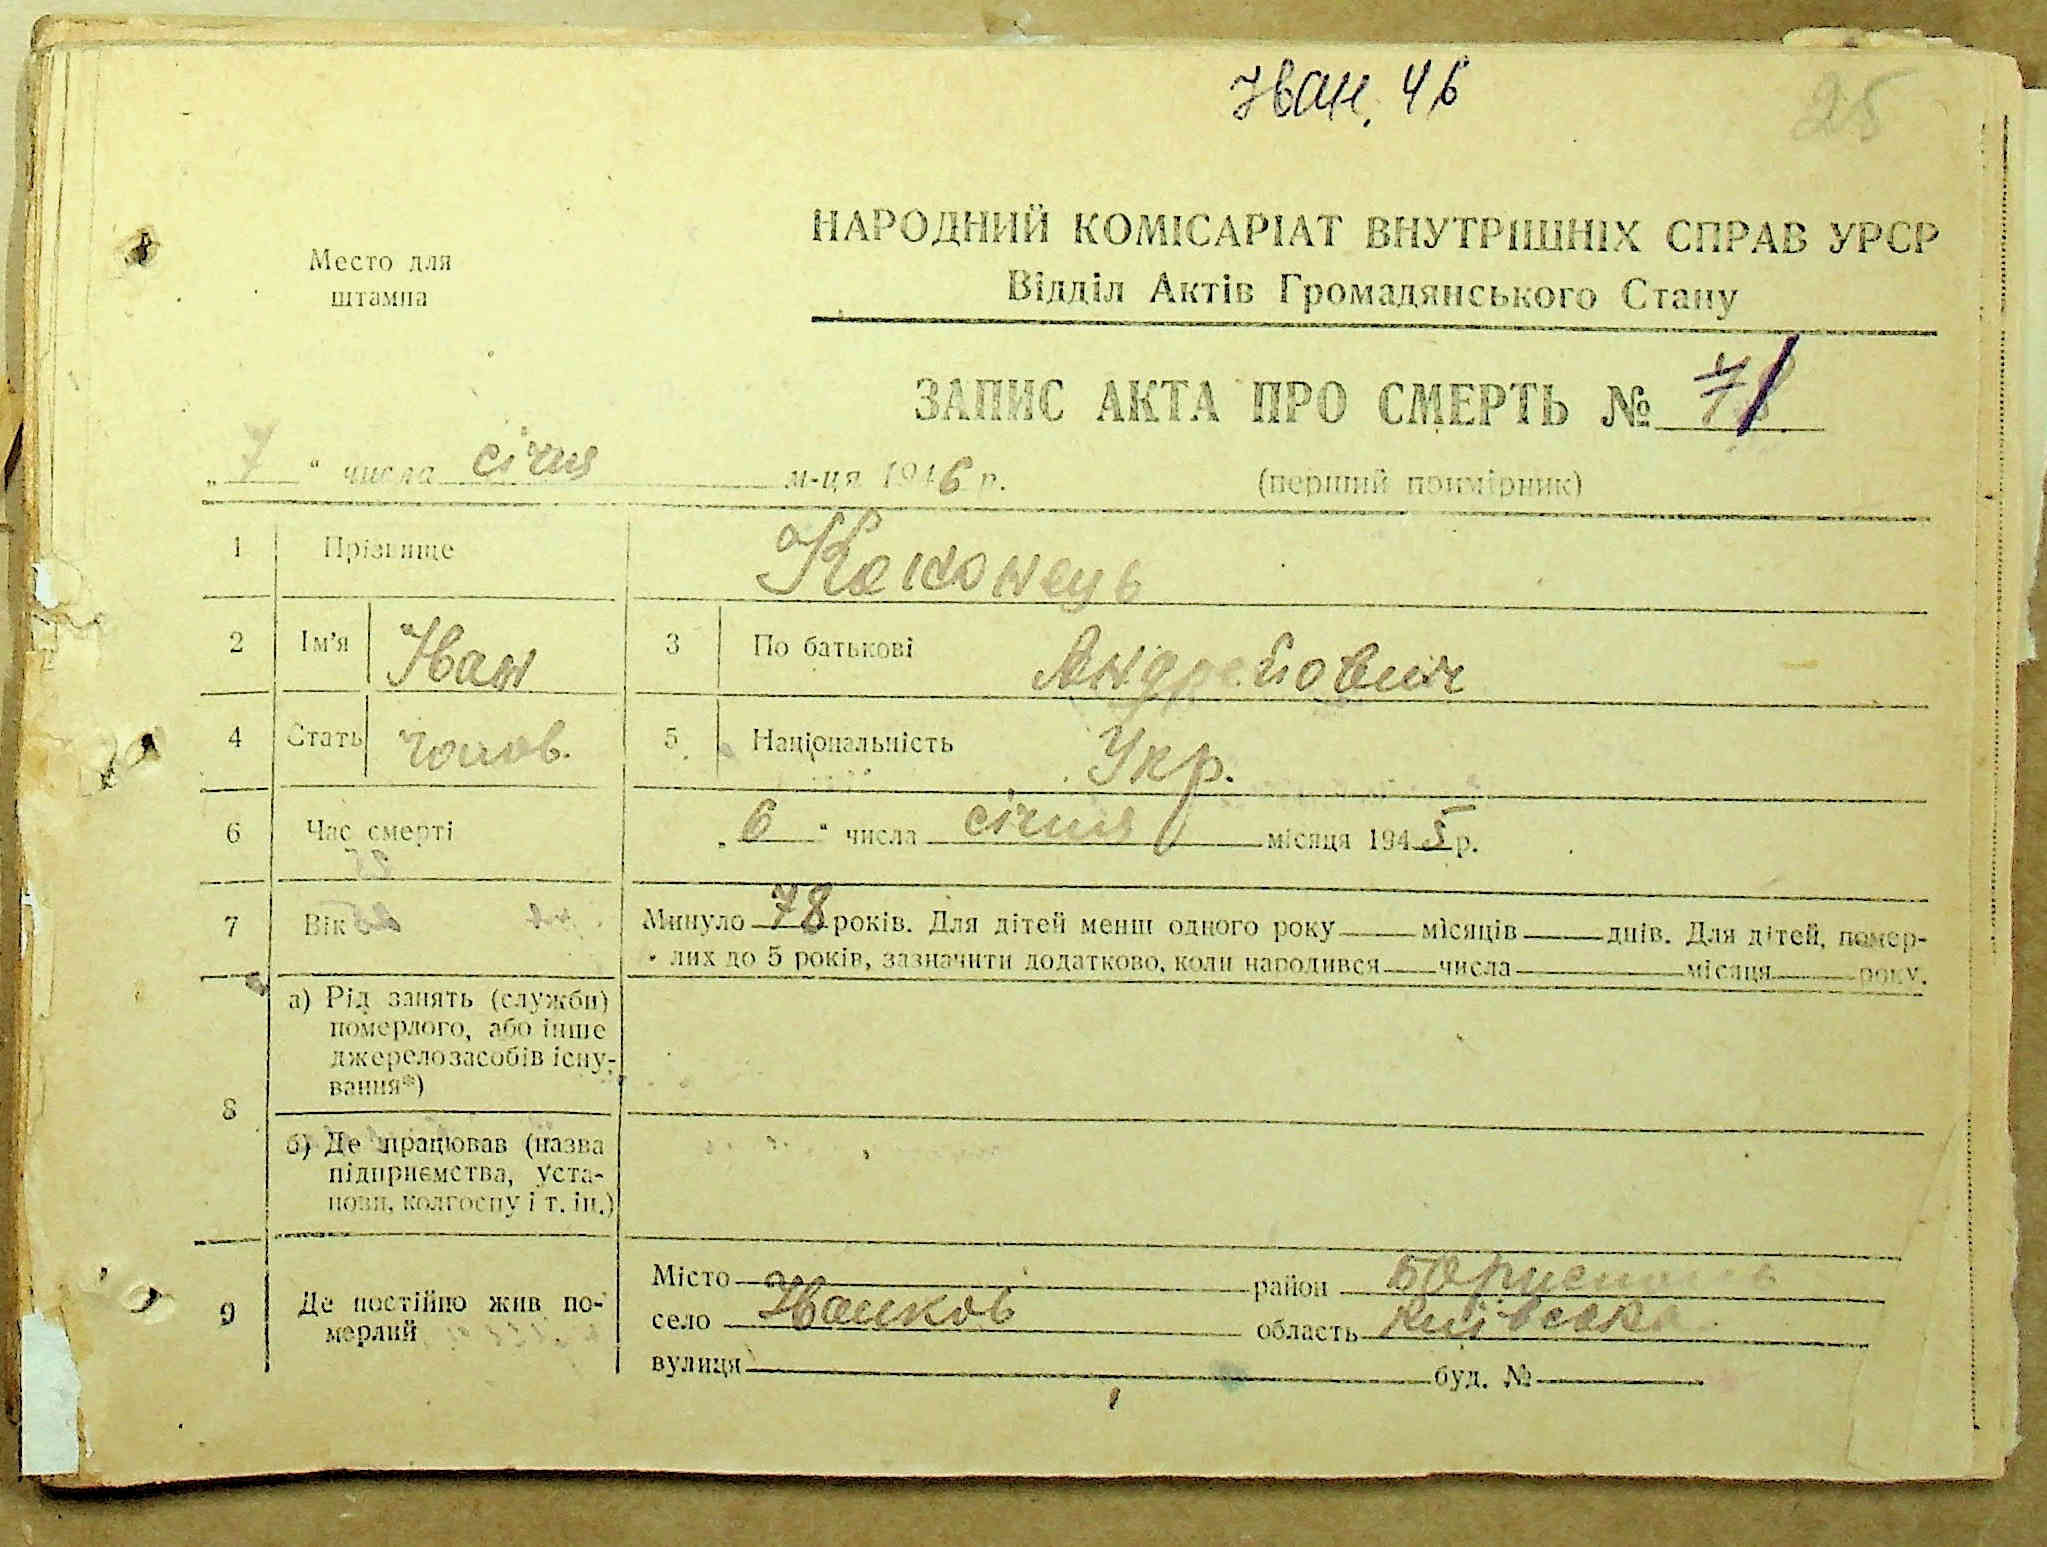 Іван. 46
25
Место для
штампа
НАРОДНИЙ КОМІСАРІАТ ВНУТРІШНІХ СПРАВ УРСР
Відділ Актів Громадянського Стану
ЗАПИС АКТА ПРО СМЕРТЬ №
„7“ числа січня м-ця 1946 р. (перший примірник)
1 Прізвище
2 Ім'я Іван 3 По батькові Андрейович
4 Стать чолов. 5 Національність Укр.
6 Час смерті „6“ числа січня місяця 1945 р.
7 Вік Минуло 78 років. Для дітей менш одного року місяців днів. Для дітей, помер-
лих до 5 років, зазначити додатково, коли народився числа місяця року.
8 а) Рід занять (служби)
померлого, або інше
джерело засобів існу-
вання*)
б) Де працював (назва
підприємства, уста-
нови, колгоспу і т. ін.)
9 Де постійно жив по-
мерлий
Місто район Бориспіль
село Іванков область Київська
вулиця буд. №